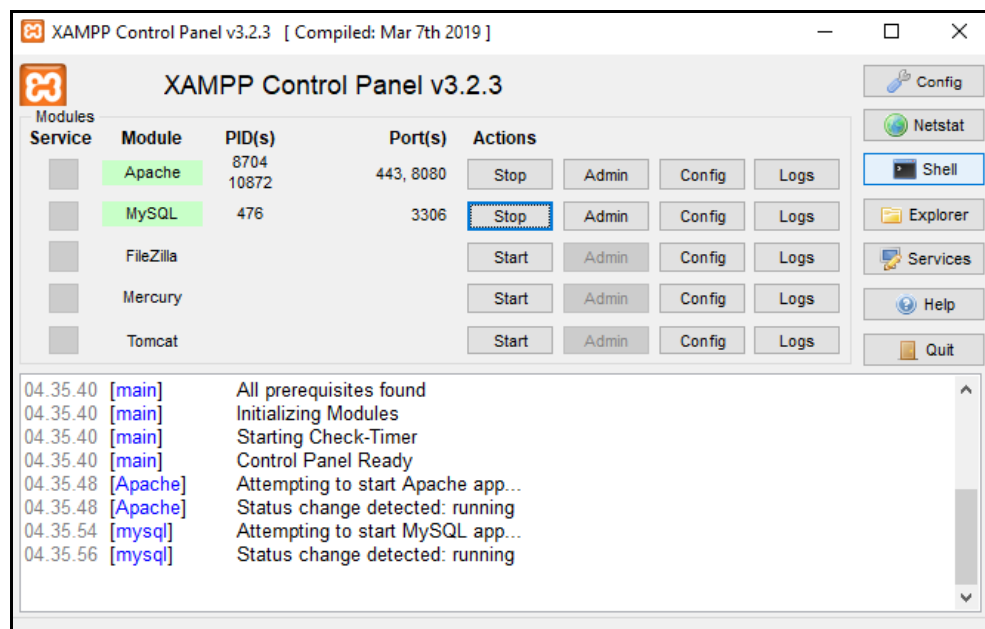 XAMPP Control Panel v3.2.3 [ Compiled: Mar 7th 2019 ]
XAMPP Control Panel v3.2.3
Config
Modules
Service Module PID(s) Port(s) Actions
Netstat
Apache 8704 10872 443, 8080 Stop Admin Config Logs
Shell
MySQL 476 3306 Stop Admin Config Logs
Explorer
FileZilla Start Admin Config Logs
Services
Mercury Start Admin Config Logs
Help
Tomcat Start Admin Config Logs
Quit
04.35.40 [main] All prerequisites found
04.35.40 [main] Initializing Modules
04.35.40 [main] Starting Check-Timer
04.35.40 [main] Control Panel Ready
04.35.48 [Apache] Attempting to start Apache app...
04.35.48 [Apache] Status change detected: running
04.35.54 [mysql] Attempting to start MySQL app...
04.35.56 [mysql] Status change detected: running